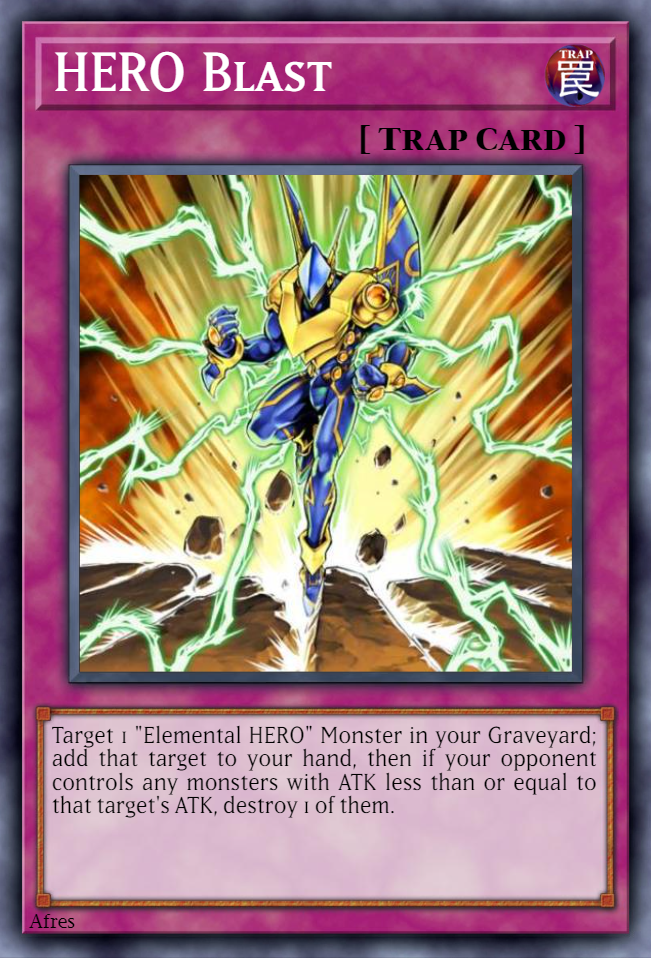 HERO Blast
TRAP
罠
[ Trap Card ]
Target 1 "Elemental HERO" Monster in your Graveyard;
add that target to your hand, then if your opponent
controls any monsters with ATK less than or equal to
that target's ATK, destroy 1 of them.
Afres